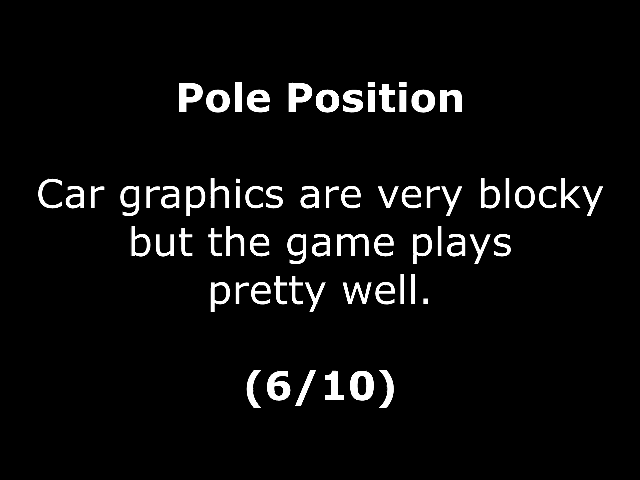 Pole Position
Car graphics are very blocky
but the game plays
pretty well.
(6/10)